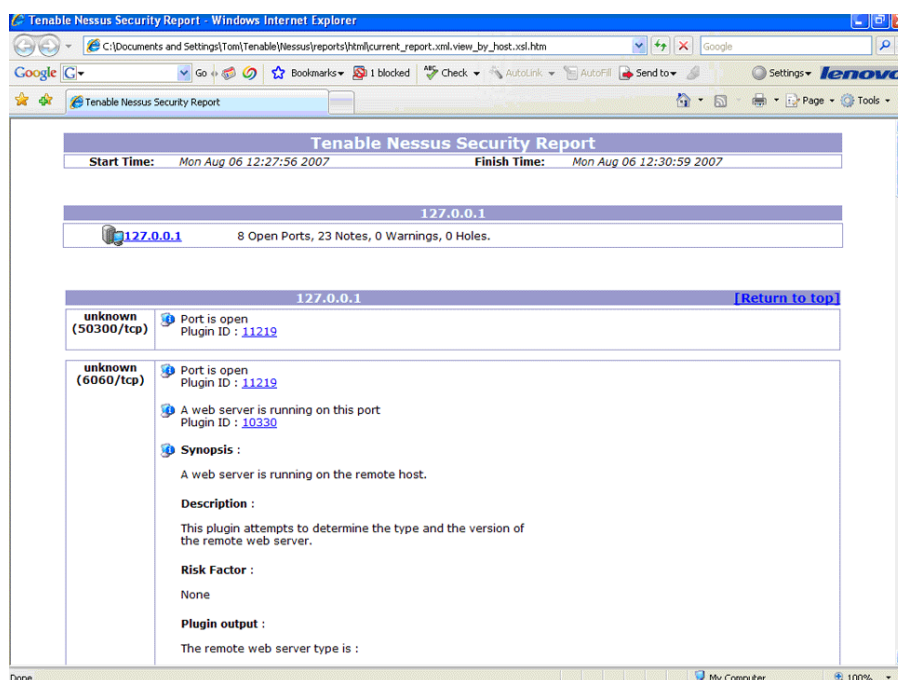 Tenable Nessus Security Report - Windows Internet Explorer
C:\Documents and Settings\Tom\Tenable\Nessus\reports\html\current_report.xml.view_by_host.xsl.htm
Google
Google G Go Bookmarks 1 blocked ABC Check AutoLink AutoFill Send to Settings lenovo
Tenable Nessus Security Report Page Tools
Tenable Nessus Security Report
Start Time: Mon Aug 06 12:27:56 2007 Finish Time: Mon Aug 06 12:30:59 2007
127.0.0.1
127.0.0.1 8 Open Ports, 23 Notes, 0 Warnings, 0 Holes.
127.0.0.1 [Return to top]
unknown (50300/tcp)
Port is open
Plugin ID : 11219
unknown (6060/tcp)
Port is open
Plugin ID : 11219
A web server is running on this port
Plugin ID : 10330
Synopsis :
A web server is running on the remote host.
Description :
This plugin attempts to determine the type and the version of
the remote web server.
Risk Factor :
None
Plugin output :
The remote web server type is :
Done My Computer 100%